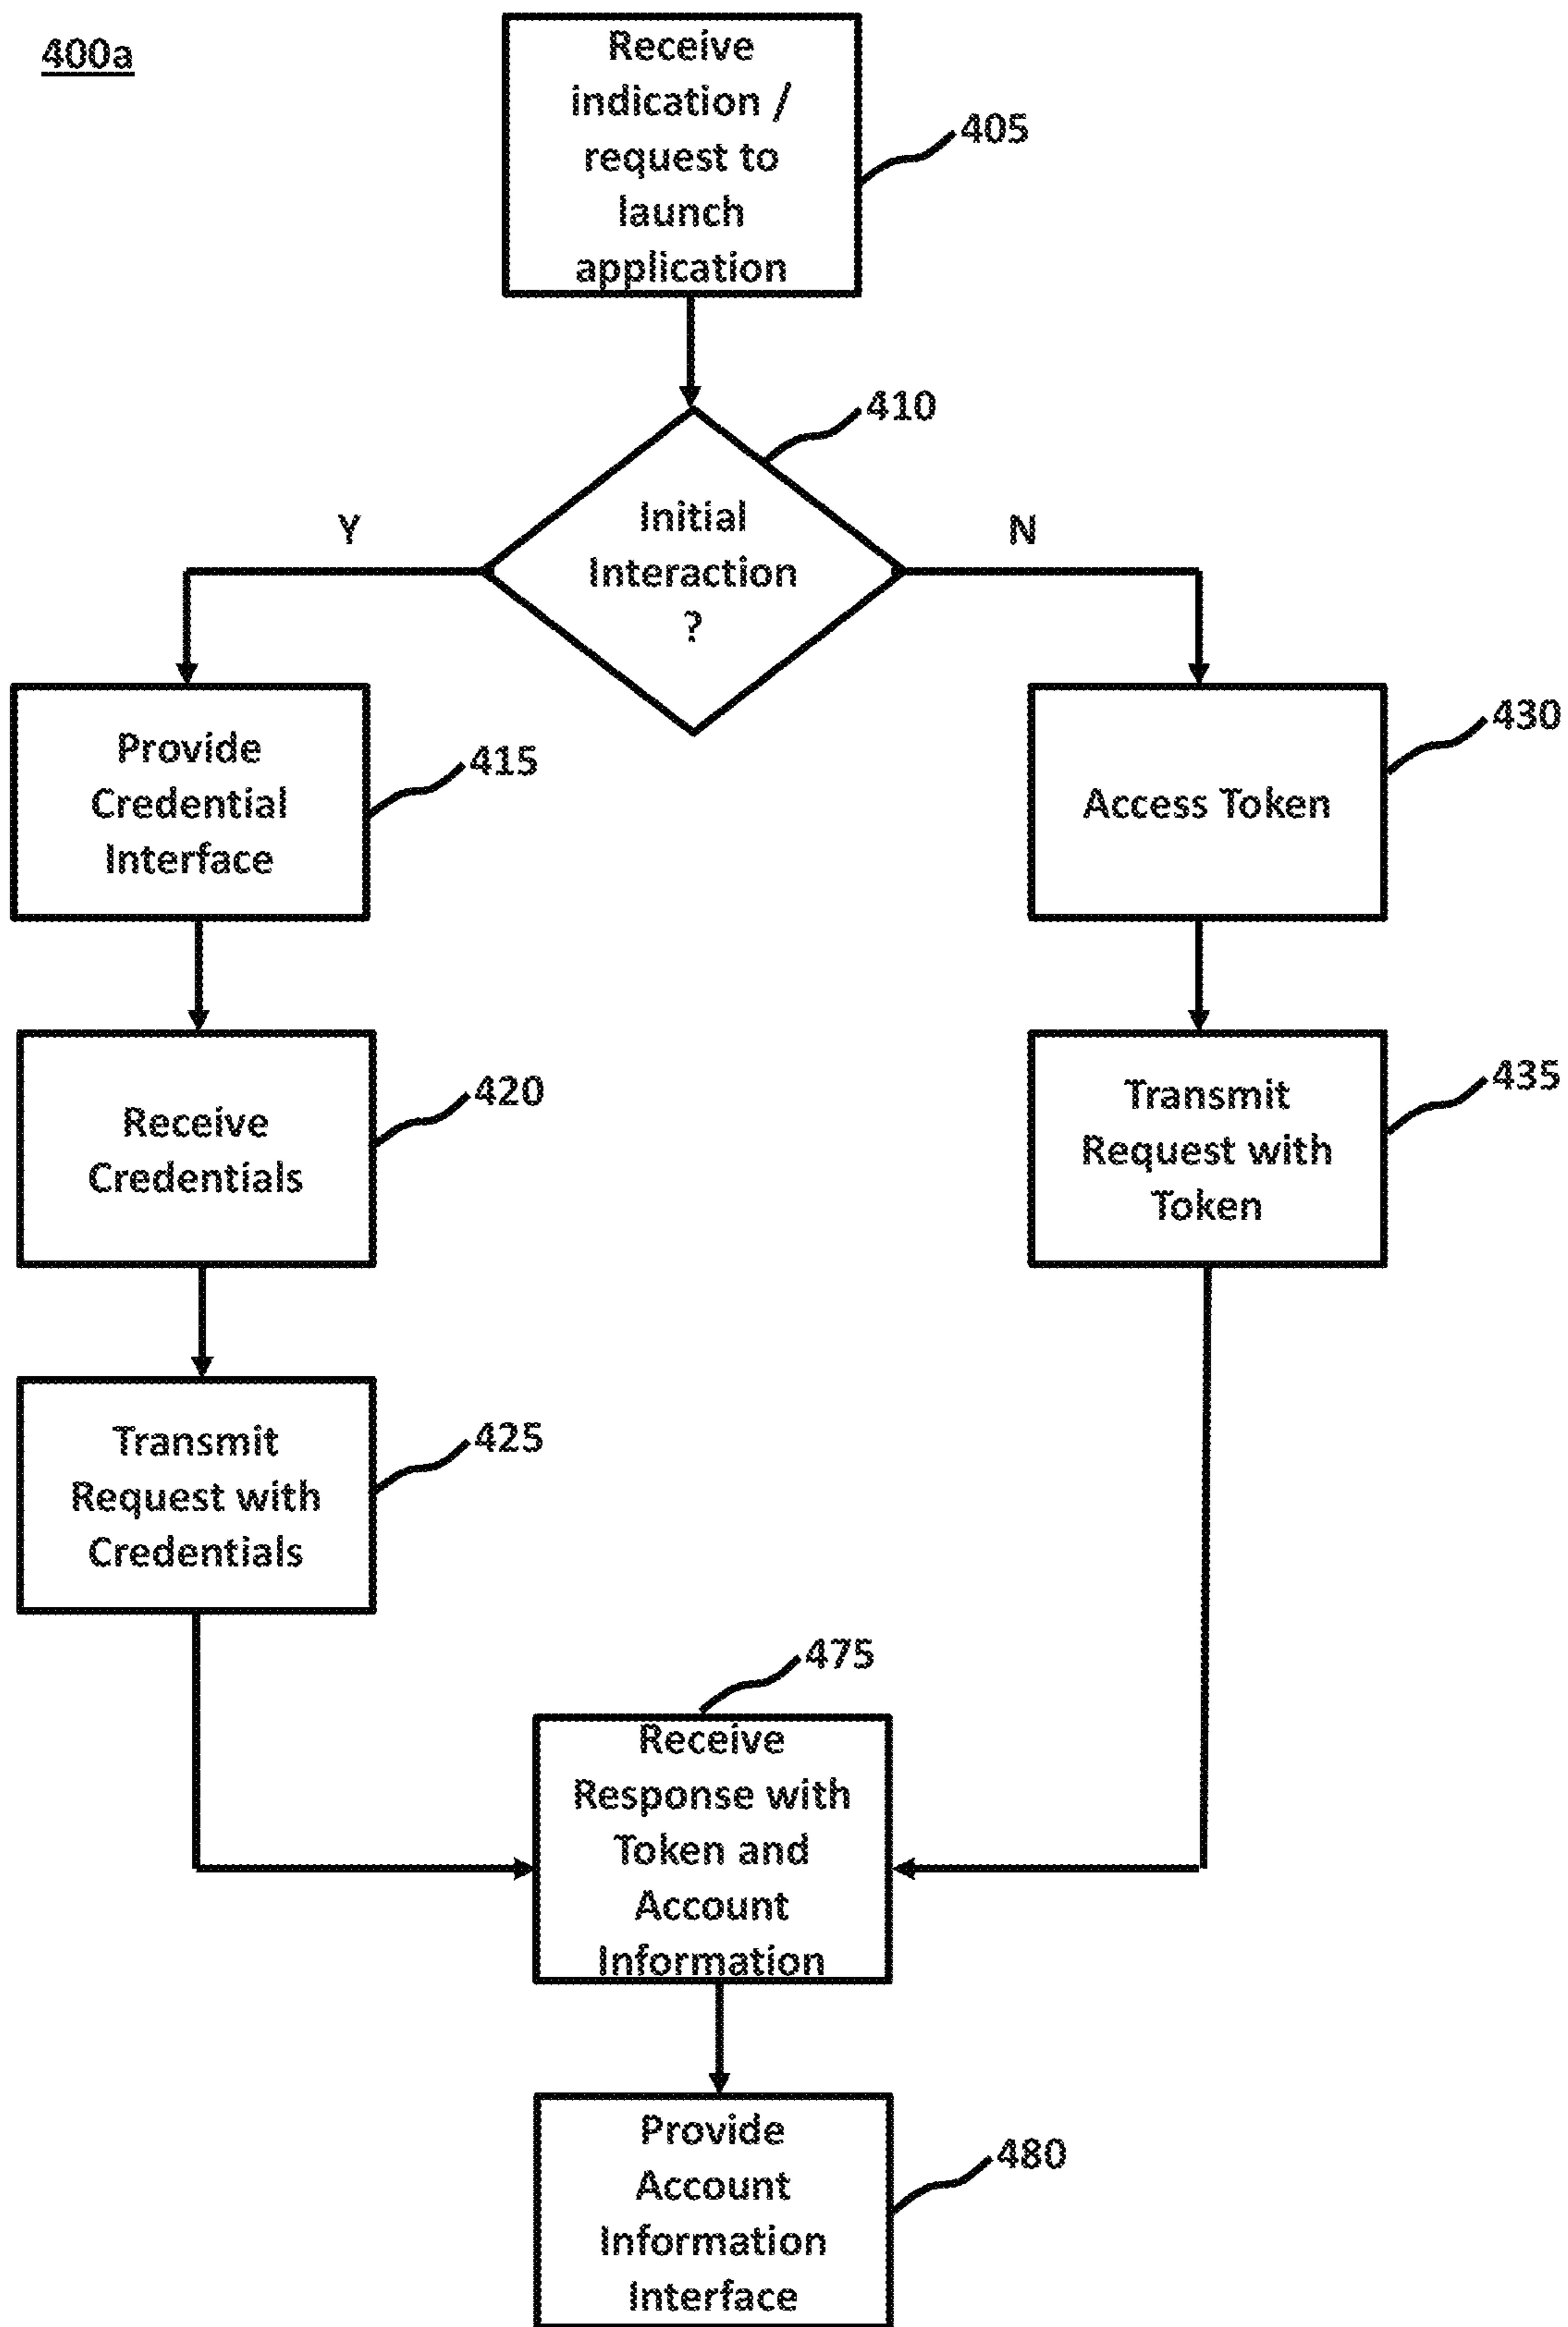 400a
Receive
indication /
request to
launch
application
405
410
Initial
Interaction
?
Y
N
Provide
Credential
Interface
415
Access Token
430
Receive
Credentials
420
Transmit
Request with
Token
435
Transmit
Request with
Credentials
425
475
Receive
Response with
Token and
Account
Information
Provide
Account
Information
Interface
480